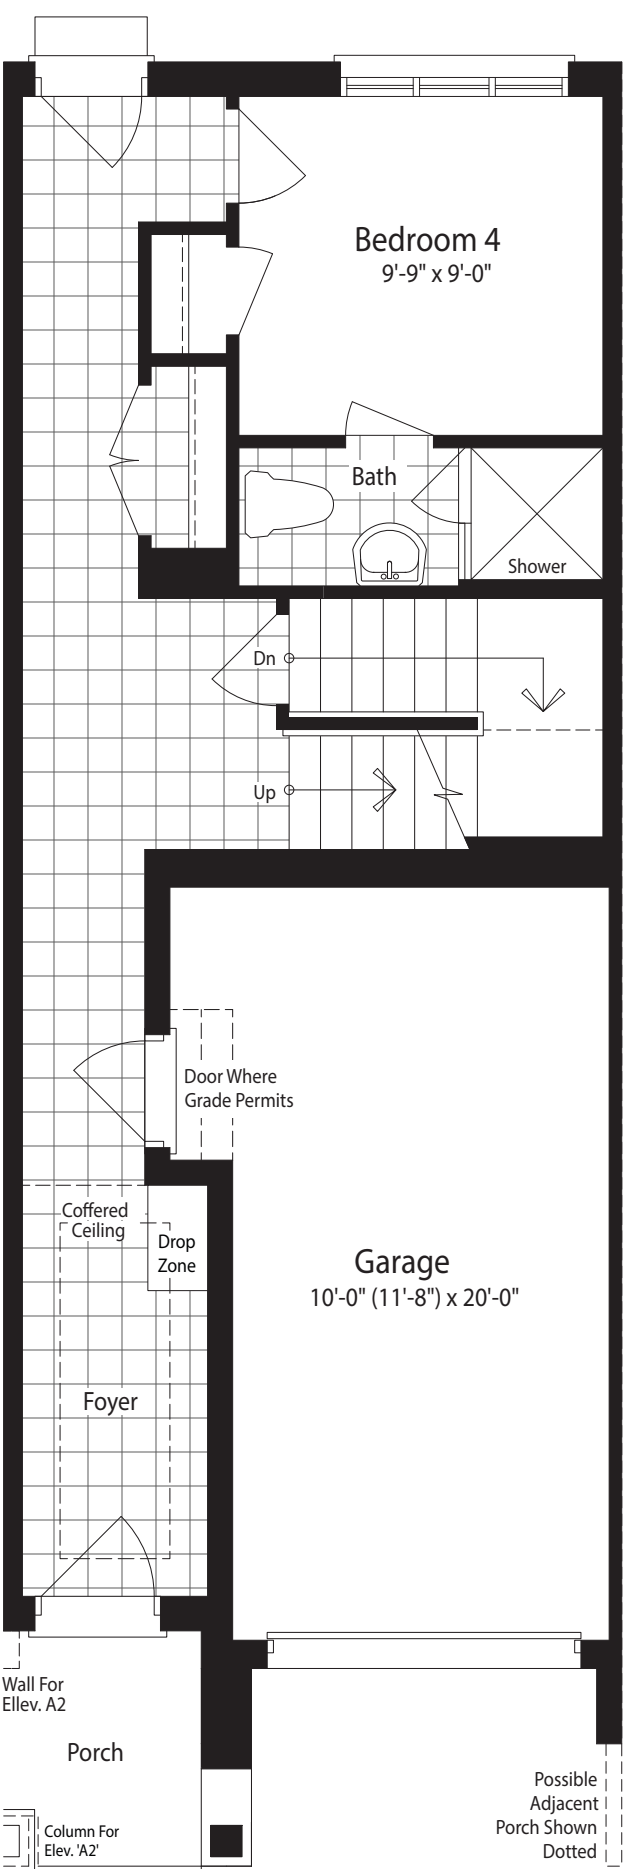 Bedroom 4
9'-9" x 9'-0"
Bath
Shower
Dn
Up
Door Where
Grade Permits
Coffered
Ceiling
Drop
Zone
Garage
10'-0" (11'-8") x 20'-0"
Foyer
Wall For
Ellev. A2
Porch
Possible
Adjacent
Porch Shown
Dotted
Column For
Elev. 'A2'